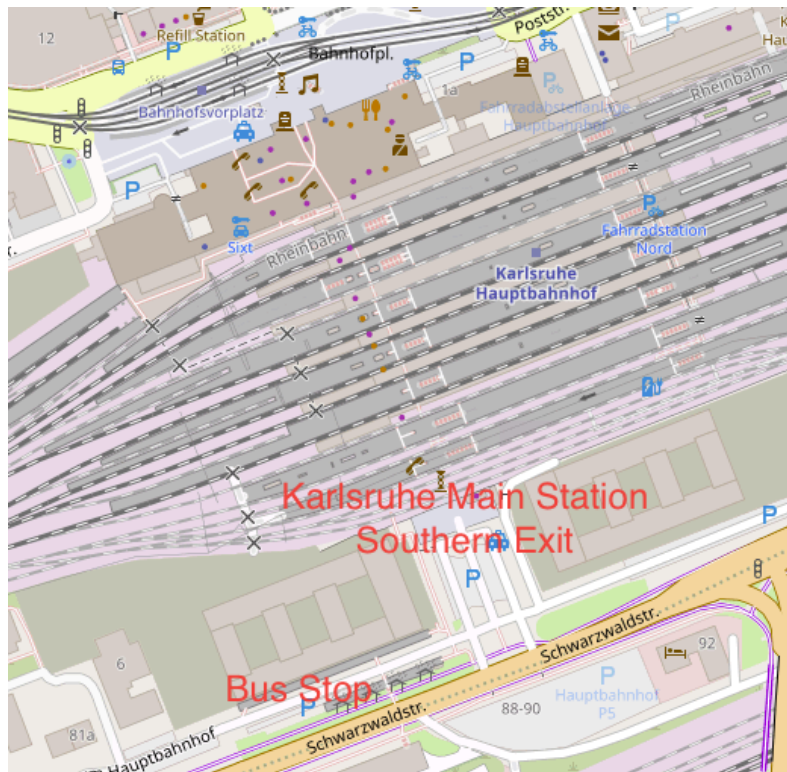 12
Refill Station
Bahnhofpl.
Poststr.
Bahnhofsvorplatz
1a
Fahrradabstellanlage
Hauptbahnhof
Rheinbahn
Sixt
Rheinbahn
Fahrradstation
Nord
Karlsruhe
Hauptbahnhof
Karlsruhe Main Station
Southern Exit
Schwarzwaldstr.
6
92
Bus Stop
Hauptbahnhof
P5
88-90
81a
Hauptbahnhof
Schwarzwaldstr.